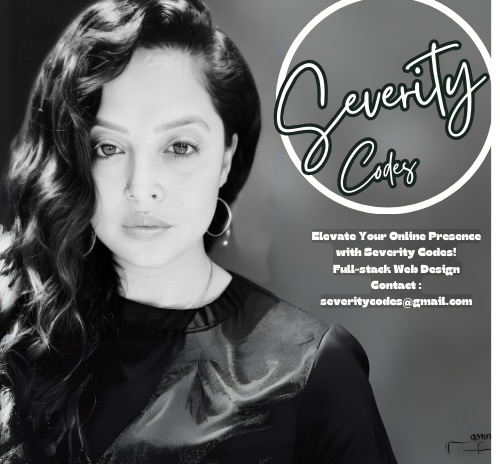 Severity
Codes
Elevate Your Online Presence
with Severity Codes!
Full-stack Web Design
Contact :
severitycodes@gmail.com